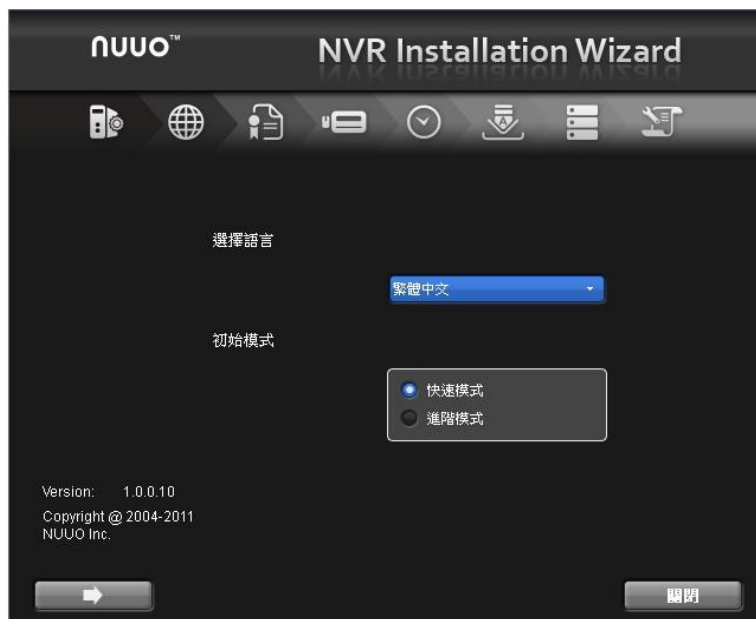 nuuo™
NVR Installation Wizard
選擇語言
繁體中文
初始模式
快速模式
進階模式
Version: 1.0.0.10
Copyright @ 2004-2011
NUUO Inc.
關閉